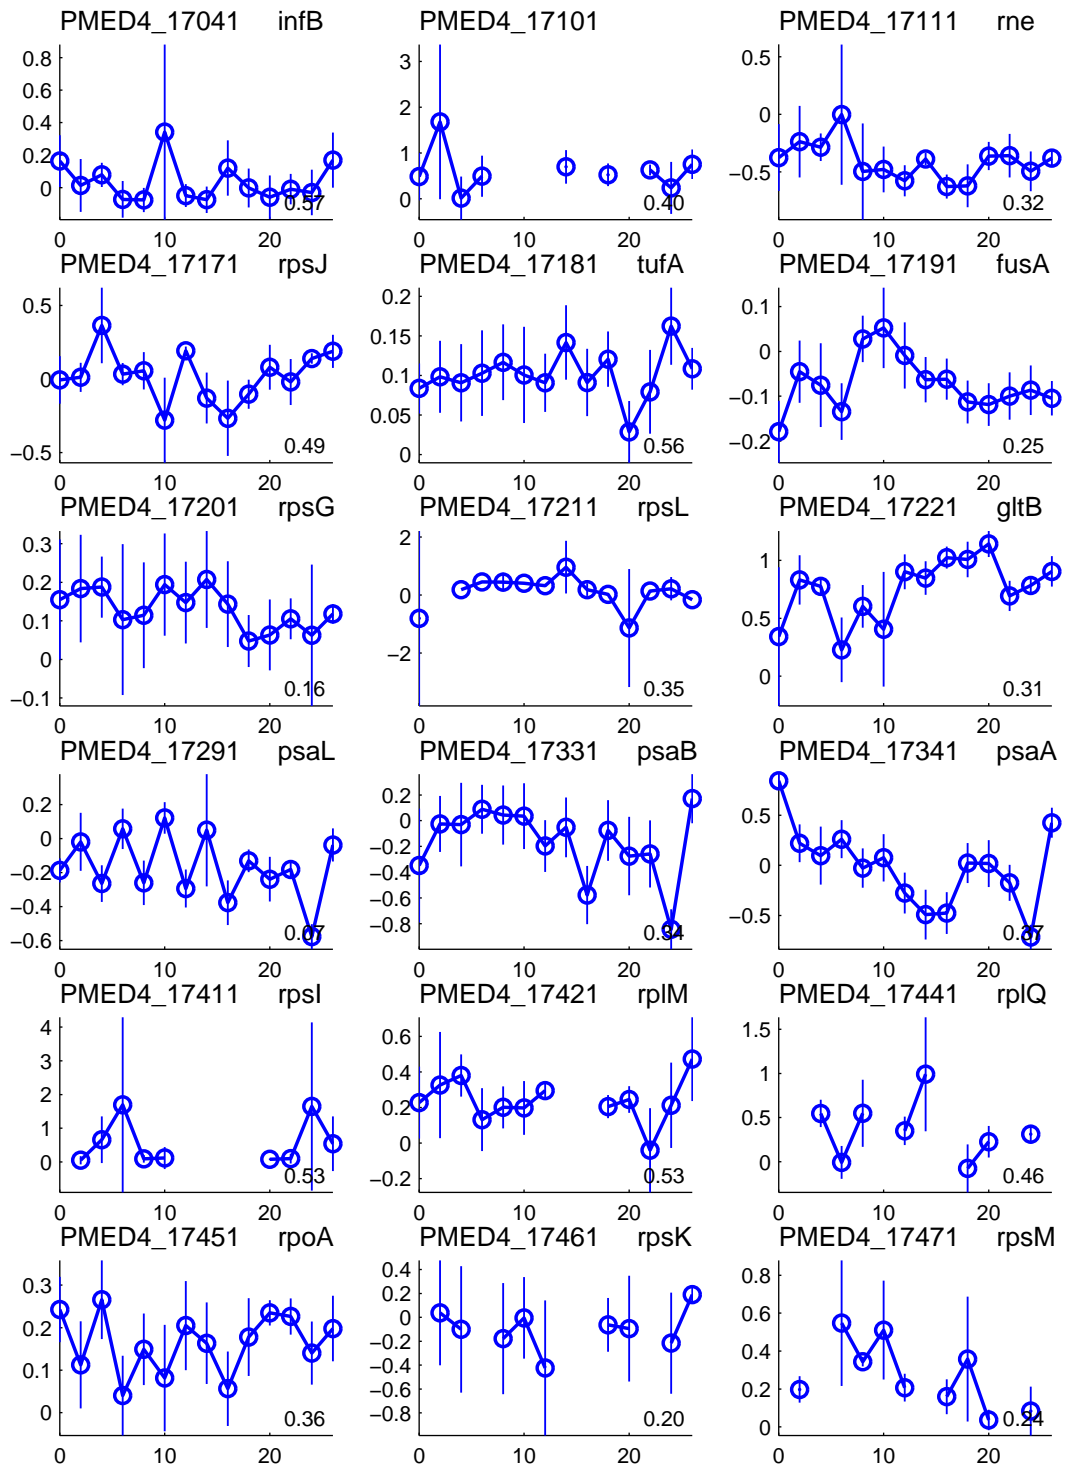 PMED4_17041 infB PMED4_17101 PMED4_17111 rne
0.8 0.6 0.4 0.2 0 0.57 0 10 20
3 2 1 0 0.40 0 10 20
0.5 0 −0.5 0.32 0 10 20
PMED4_17171 rpsJ PMED4_17181 tufA PMED4_17191 fusA
0.5 0 −0.5 0.49 0 10 20
0.2 0.15 0.1 0.05 0 0.56 0 10 20
0.1 0 −0.1 −0.2 0.25 0 10 20
PMED4_17201 rpsG PMED4_17211 rpsL PMED4_17221 gltB
0.3 0.2 0.1 0 −0.1 0.16 0 10 20
2 0 −2 0.35 0 10 20
1 0.5 0 0.31 0 10 20
PMED4_17291 psaL PMED4_17331 psaB PMED4_17341 psaA
0.2 0 −0.2 −0.4 −0.6 0.67 0 10 20
0.2 0 −0.2 −0.4 −0.6 −0.8 0.34 0 10 20
0.5 0 −0.5 0 10 20
PMED4_17411 rpsI PMED4_17421 rplM PMED4_17441 rplQ
4 3 2 1 0 0.53 0 10 20
0.6 0.4 0.2 0 −0.2 0.53 0 10 20
1.5 1 0.5 0 0.46 0 10 20
PMED4_17451 rpoA PMED4_17461 rpsK PMED4_17471 rpsM
0.3 0.2 0.1 0 0.36 0 10 20
0.4 0.2 0 −0.2 −0.4 −0.6 −0.8 0.20 0 10 20
0.8 0.6 0.4 0.2 0 0.24 0 10 20